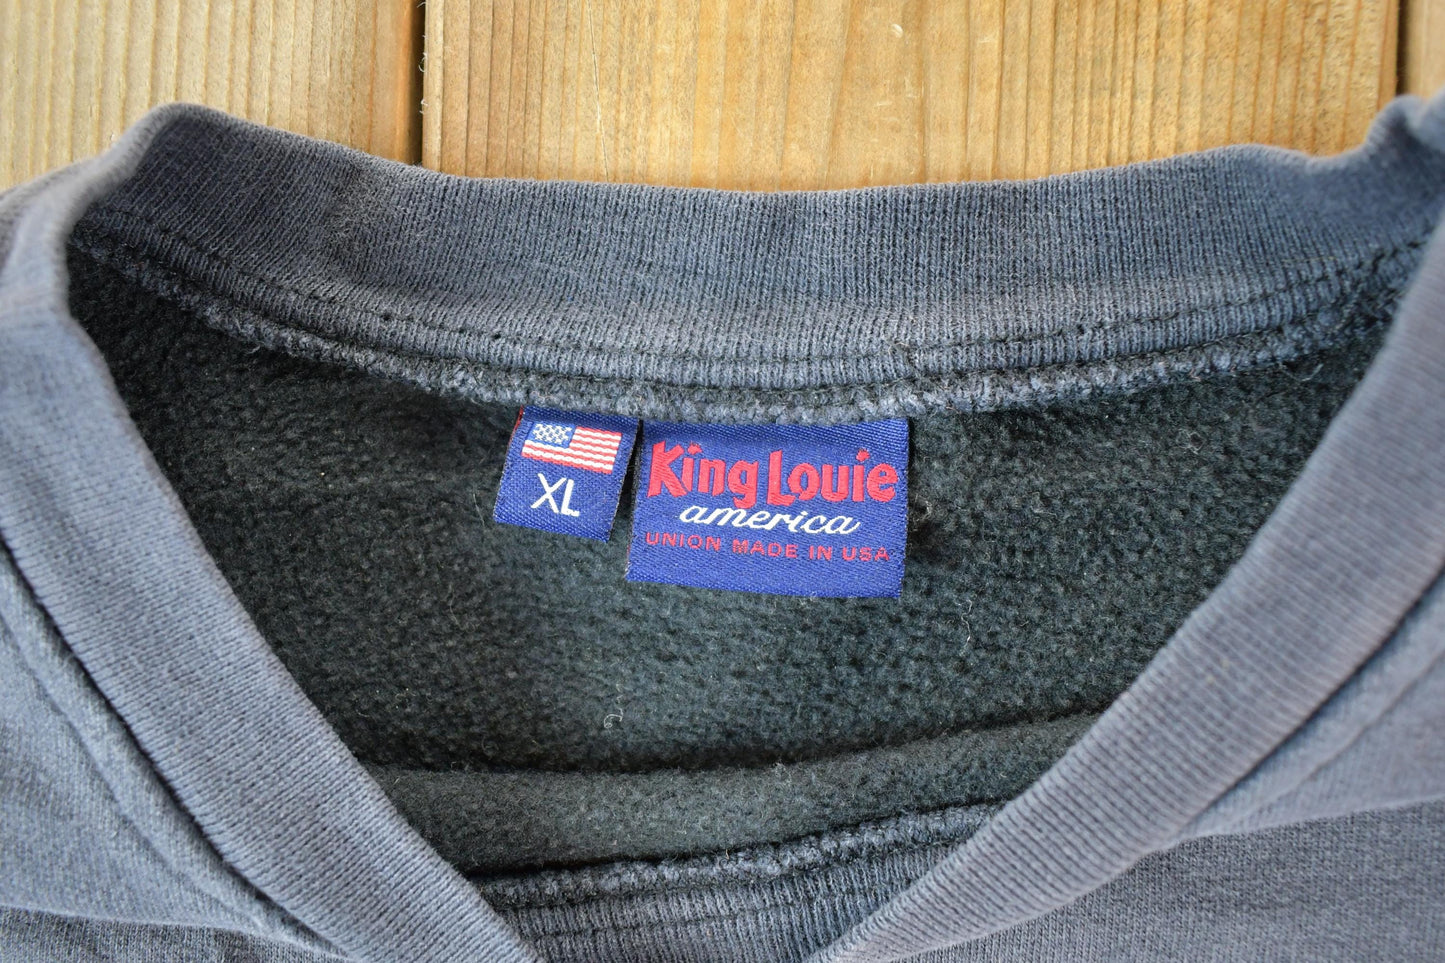 XL
King Louie
america
UNION MADE IN USA